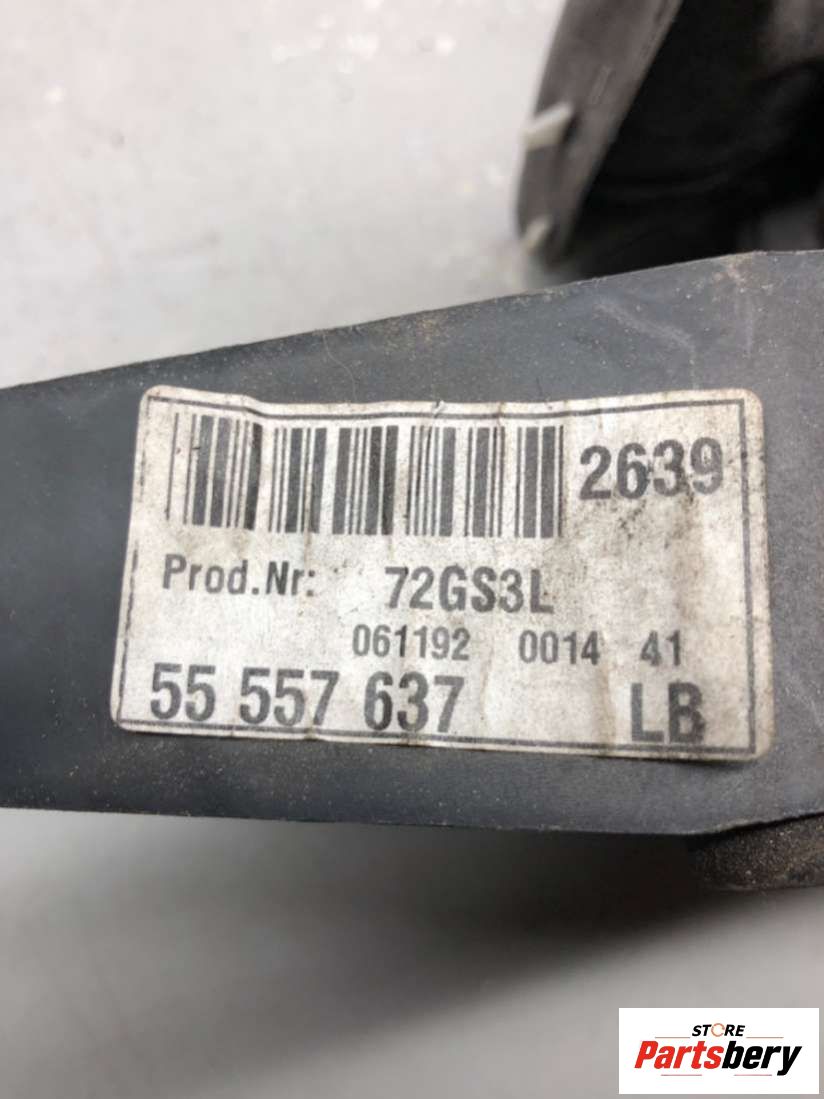 2639
Prod.Nr: 72GS3L
061192 0014 41
55 557 637 LB
STORE
Partsbery